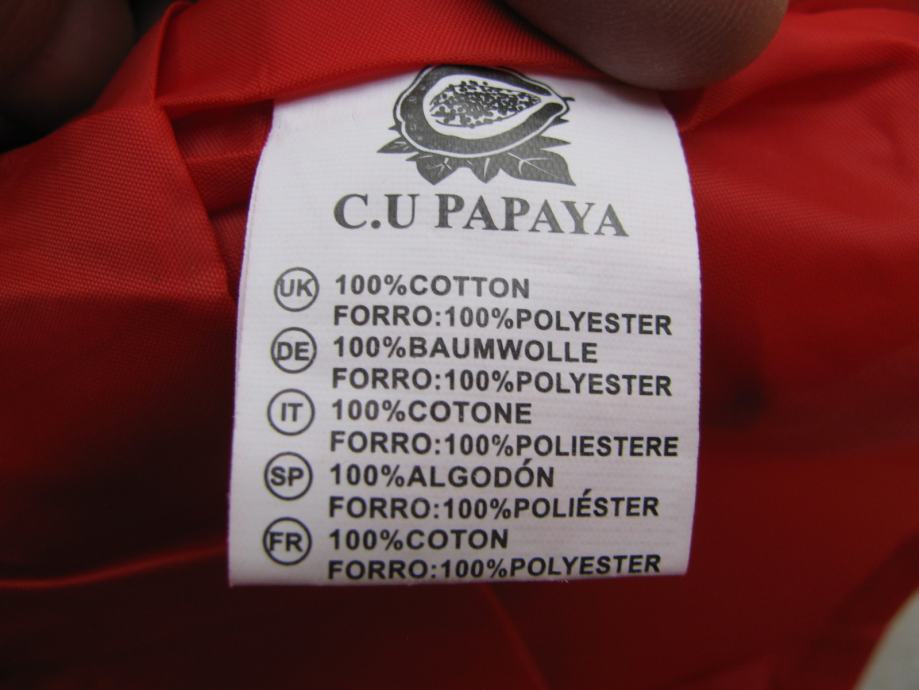 C.U PAPAYA
UK 100%COTTON
FORRO:100%POLYESTER
DE 100%BAUMWOLLE
FORRO:100%POLYESTER
IT 100%COTONE
FORRO:100%POLIESTERE
SP 100%ALGODÓN
FORRO:100%POLIÉSTER
FR 100%COTON
FORRO:100%POLYESTER